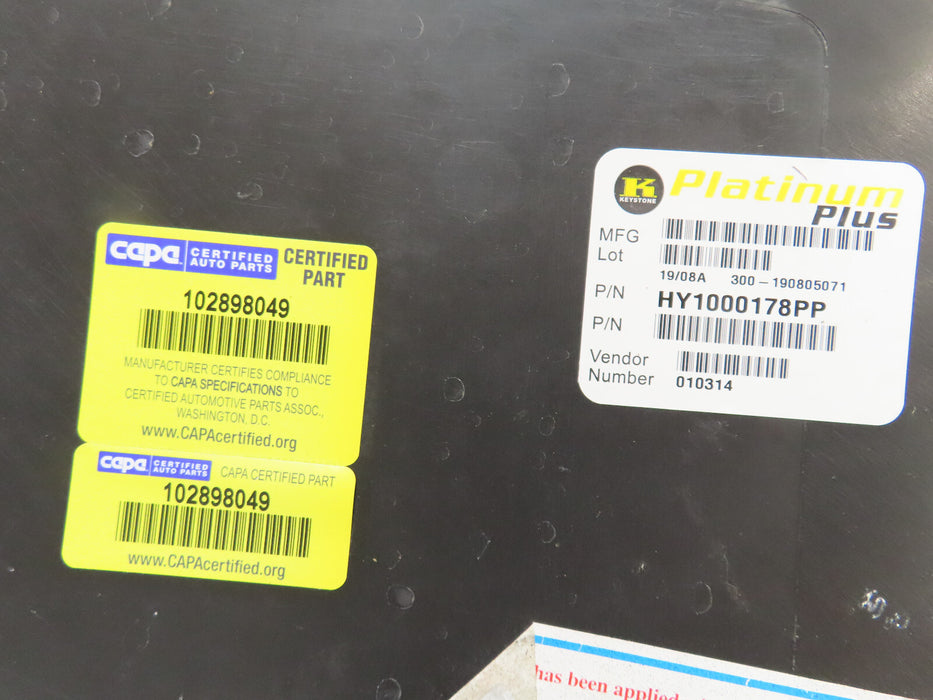 capa CERTIFIED AUTO PARTS
CERTIFIED PART
102898049
MANUFACTURER CERTIFIES COMPLIANCE
TO CAPA SPECIFICATIONS TO
CERTIFIED AUTOMOTIVE PARTS ASSOC.,
WASHINGTON, D.C.
www.CAPAcertified.org
capa CERTIFIED AUTO PARTS CAPA CERTIFIED PART
102898049
www.CAPAcertified.org
K KEYSTONE
Platinum
Plus
MFG
Lot
19/08A 300-190805071
P/N HY1000178PP
P/N
Vendor
Number 010314
has been applied